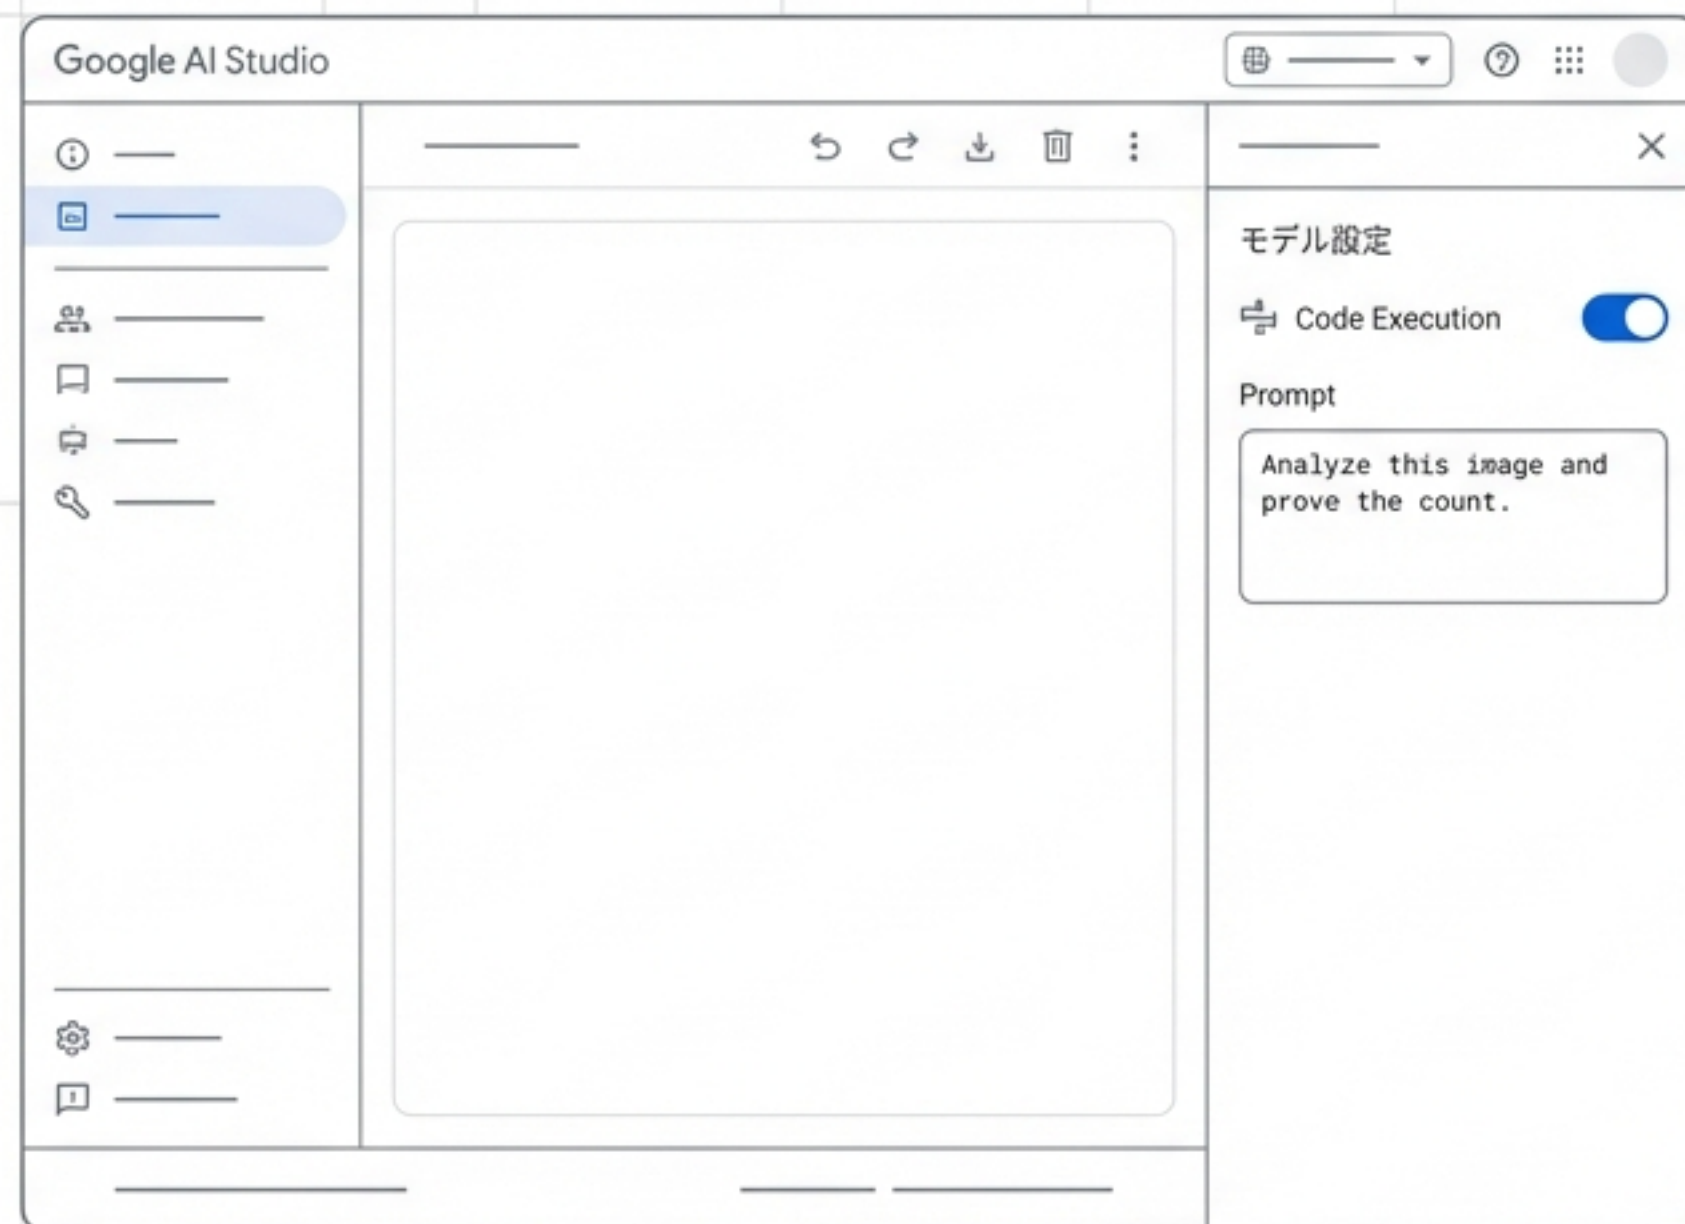 Google AI Studio
モデル設定
Code Execution
Prompt
Analyze this image and
prove the count.